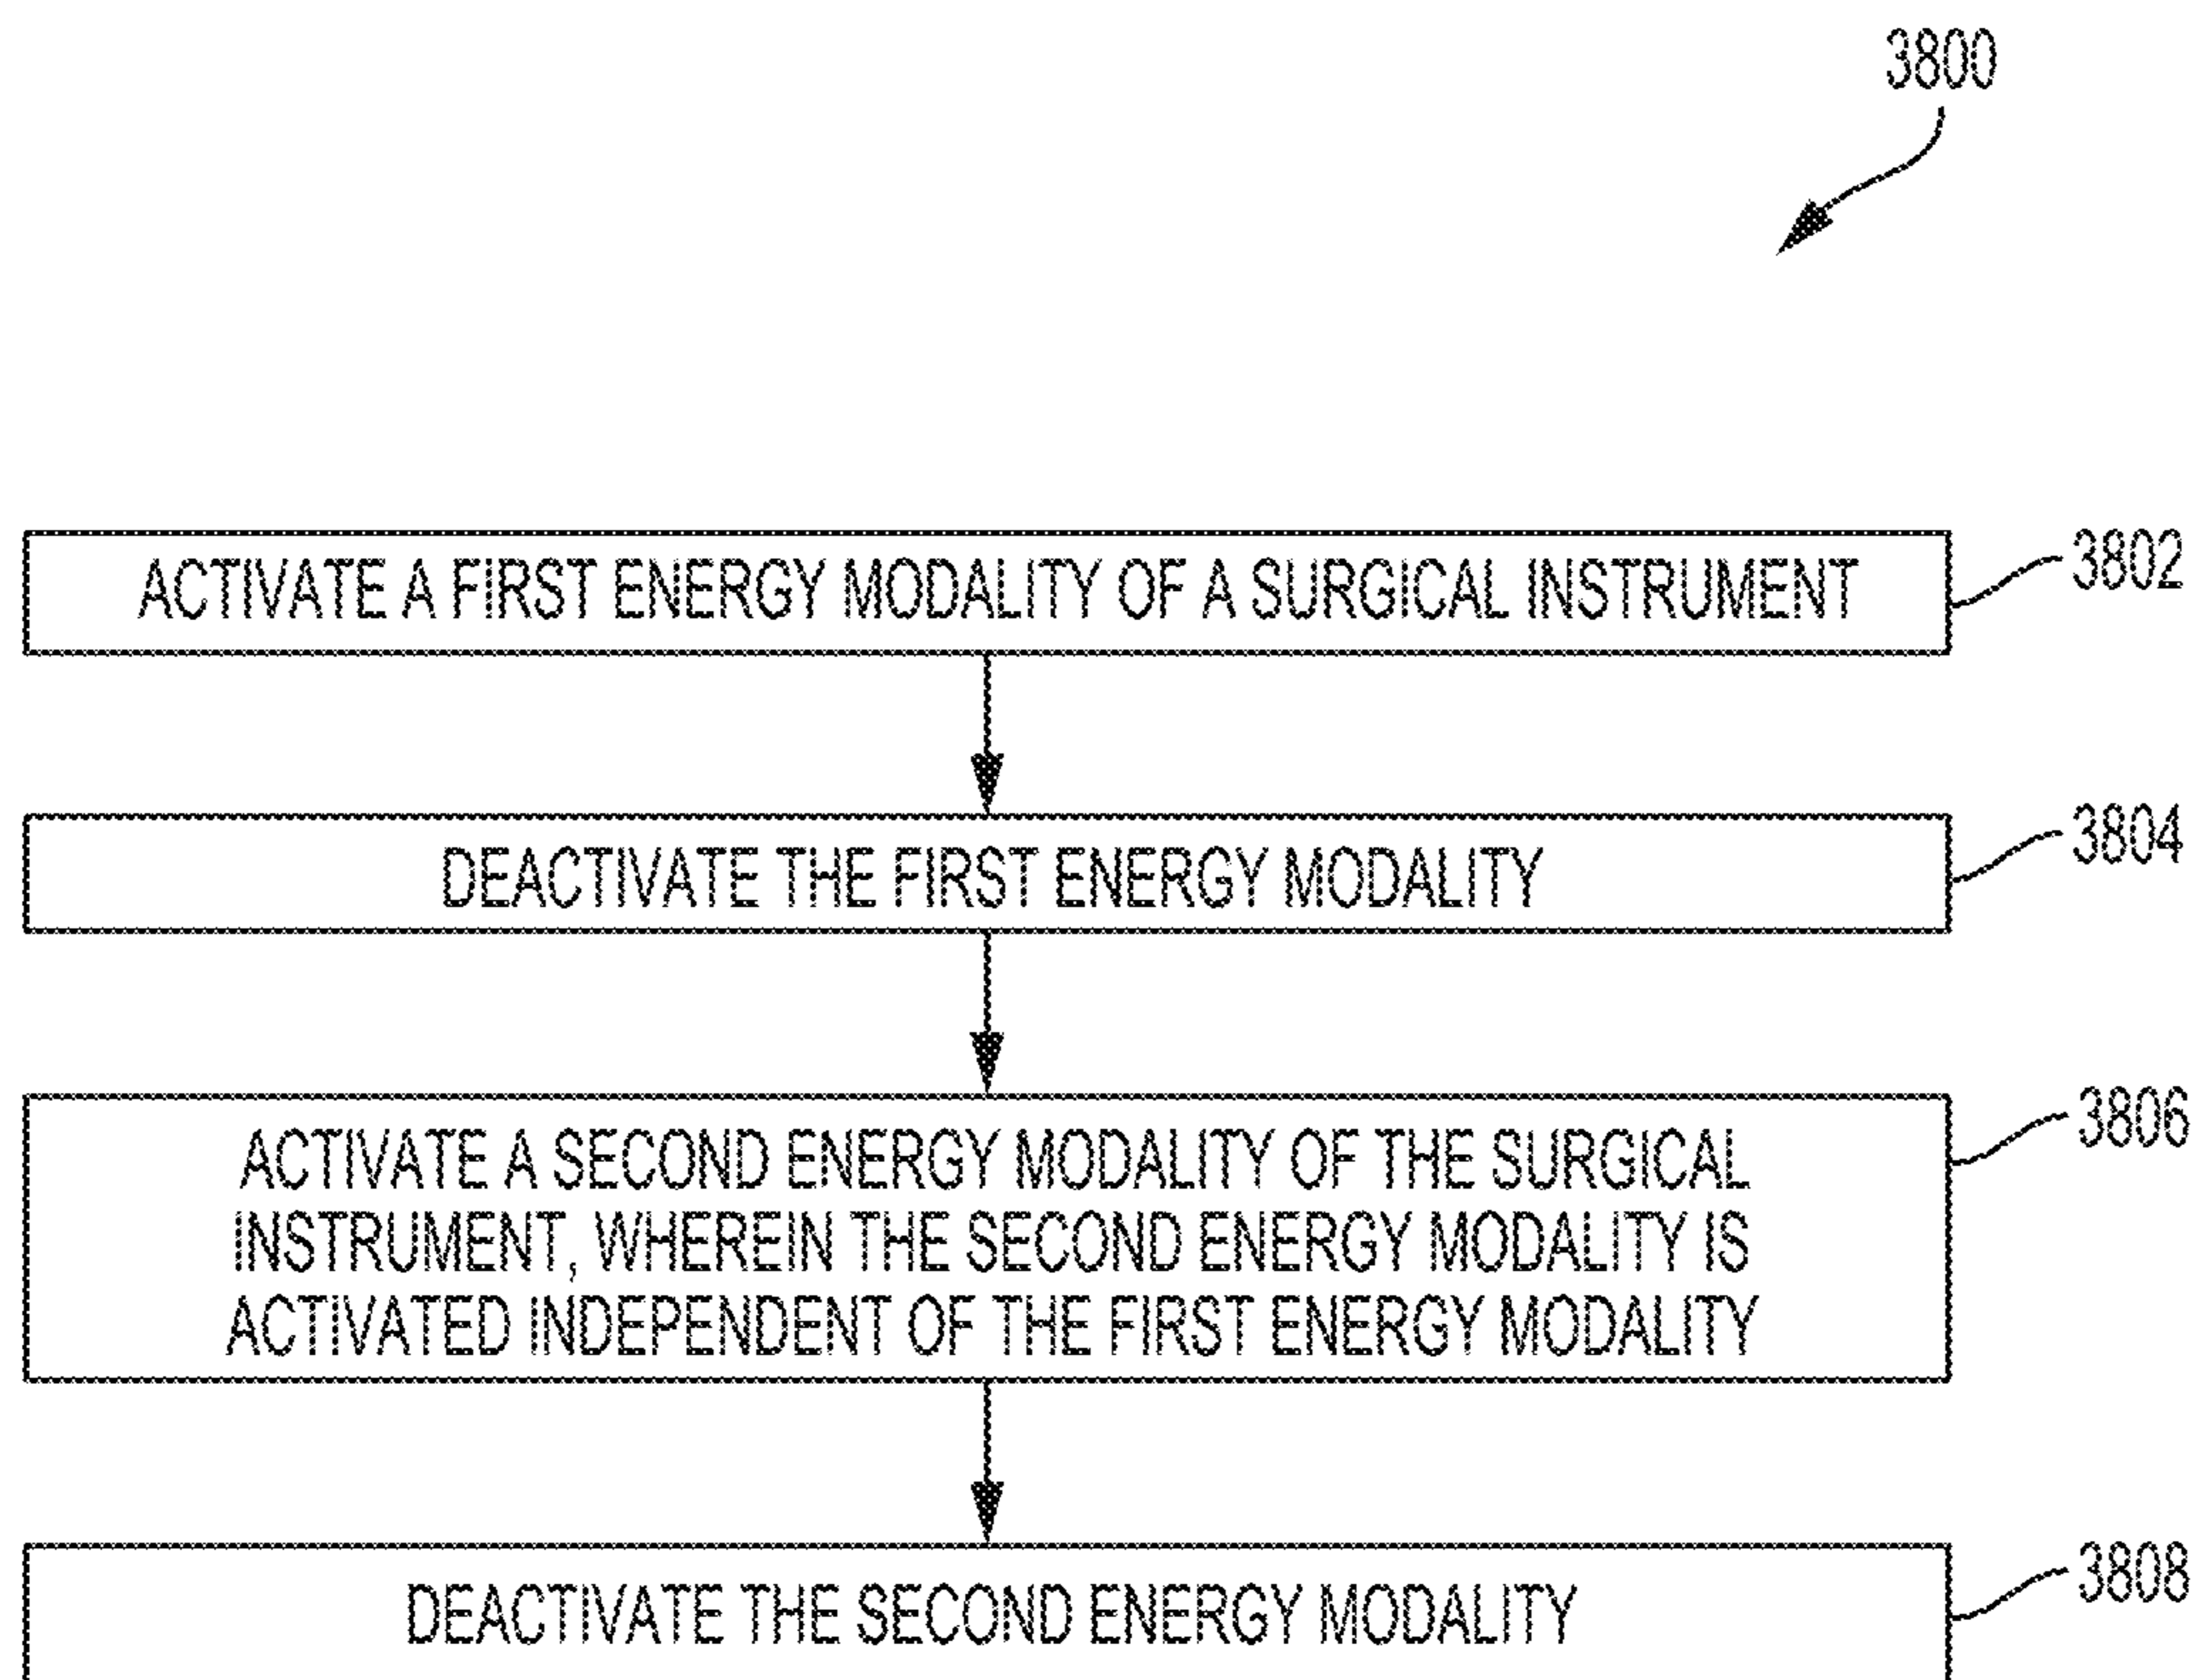 3800
ACTIVATE A FIRST ENERGY MODALITY OF A SURGICAL INSTRUMENT
3802
DEACTIVATE THE FIRST ENERGY MODALITY
3804
ACTIVATE A SECOND ENERGY MODALITY OF THE SURGICAL
INSTRUMENT, WHEREIN THE SECOND ENERGY MODALITY IS
ACTIVATED INDEPENDENT OF THE FIRST ENERGY MODALITY
3806
DEACTIVATE THE SECOND ENERGY MODALITY
3808